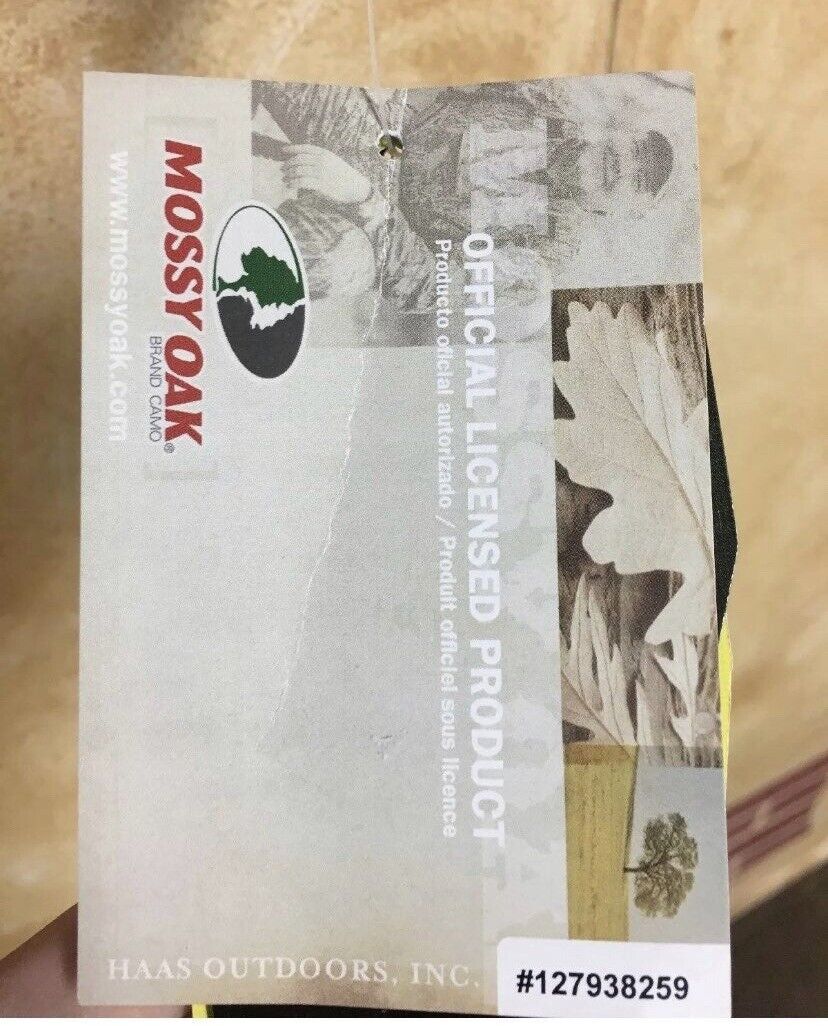 OFFICIAL LICENSED PRODUCT
Producto oficial autorizado / Produit officiel sous licence
MOSSY OAK®
BRAND CAMO
www.mossyoak.com
HAAS OUTDOORS, INC.
#127938259